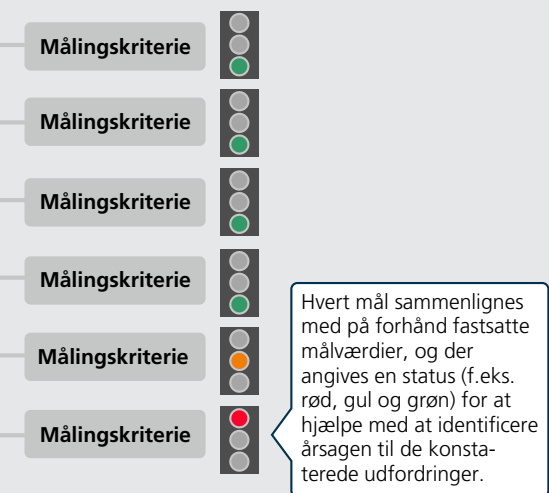 Målingskriterie
Målingskriterie
Målingskriterie
Målingskriterie
Målingskriterie
Målingskriterie
Hvert mål sammenlignes
med på forhånd fastsatte
målværdier, og der
angives en status (f.eks.
rød, gul og grøn) for at
hjælpe med at identificere
årsagen til de konsta-
terede udfordringer.